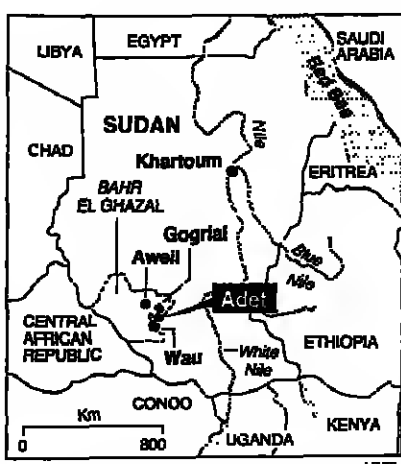 LIBYA
EGYPT
SAUDI
ARABIA
Red Sea
SUDAN
Nile
CHAD
Khartoum
ERITREA
BAHR
EL GHAZAL
Gogrial
Aweil
Blue
Nile
Adet
CENTRAL
AFRICAN
REPUBLIC
Wau
ETHIOPIA
White
Nile
CONGO
Km
0 800
UGANDA
KENYA